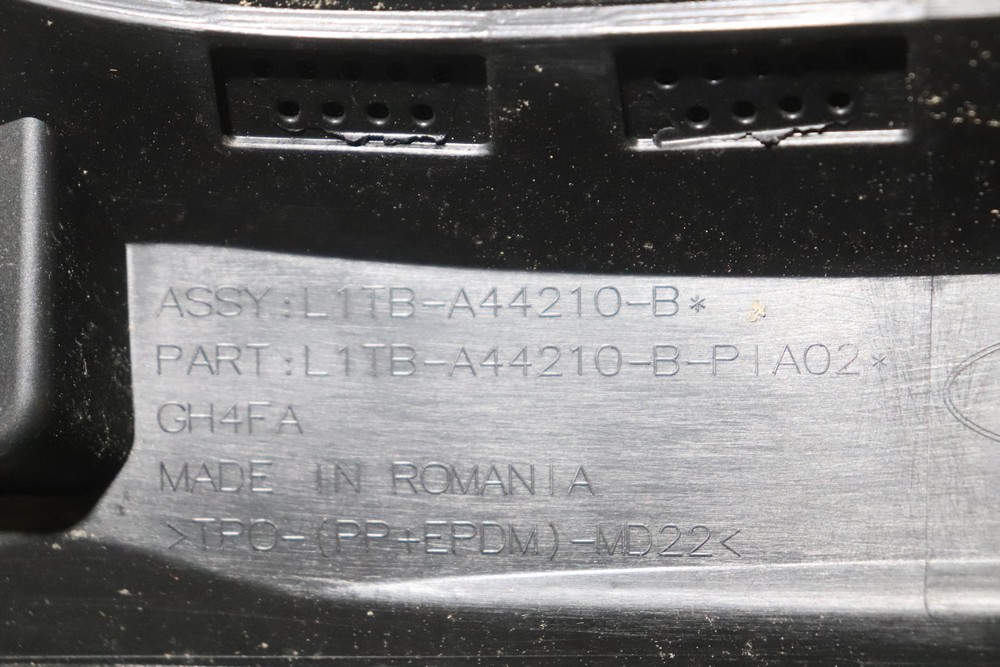 ASSY:L1TB-A44210-B*
PART:L1TB-A44210-B-PIA02*
GH4FA
MADE IN ROMANIA
>TPO-(PP+EPDM)-MD22<